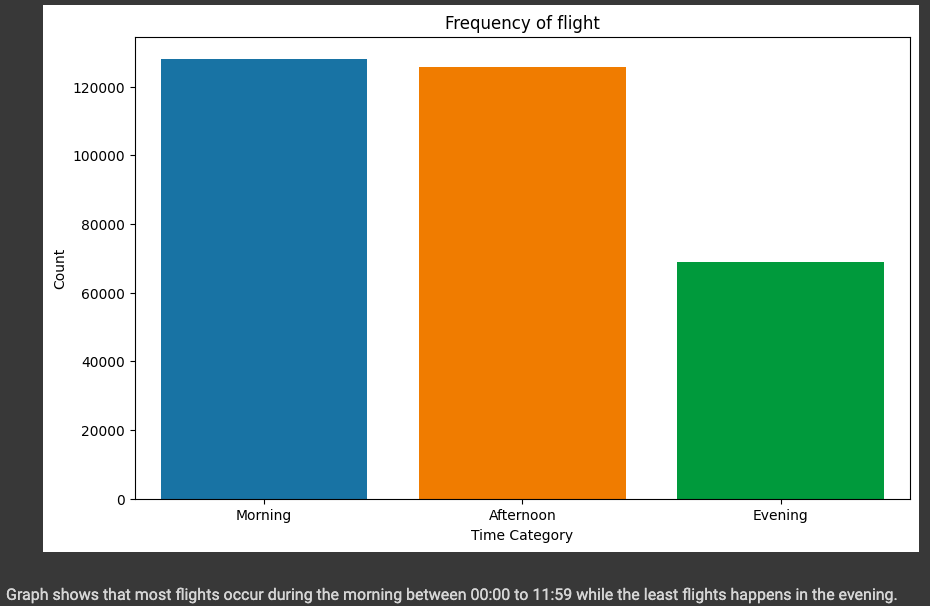 Frequency of flight
120000
100000
80000
60000
40000
20000
0
Count
Morning Afternoon Evening
Time Category
Graph shows that most flights occur during the morning between 00:00 to 11:59 while the least flights happens in the evening.